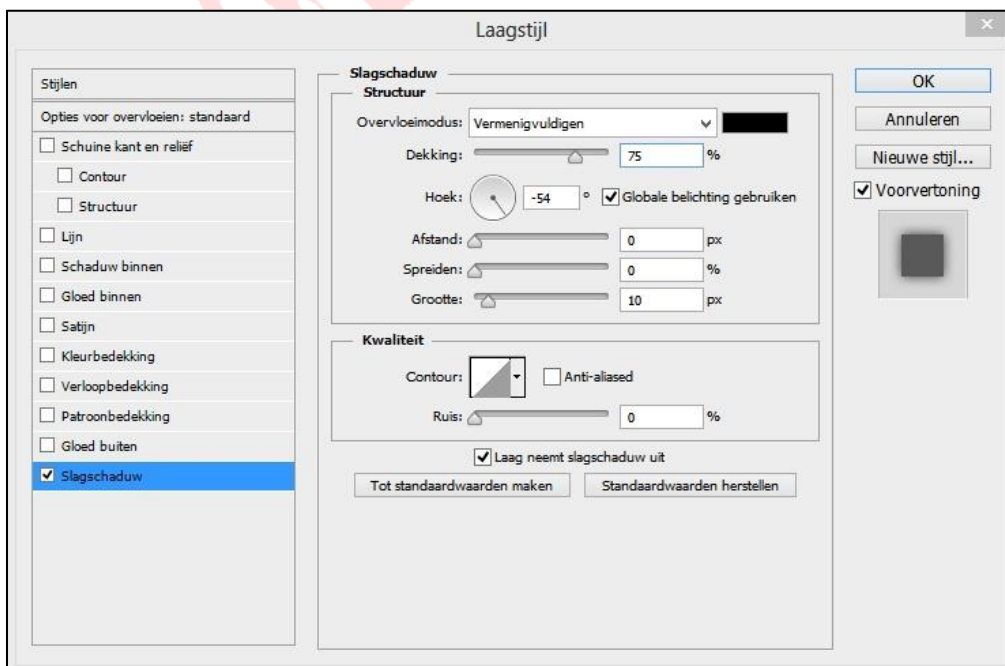 Laagstijl
Stijlen
Opties voor overvloeien: standaard
Schuine kant en reliëf
Contour
Structuur
Lijn
Schaduw binnen
Gloed binnen
Satijn
Kleurbedekking
Verloopbedekking
Patroonbedekking
Gloed buiten
Slagschaduw
Slagschaduw
Structuur
Overvloeimodus: Vermenigvuldigen
Dekking: 75 %
Hoek: -54 ° Globale belichting gebruiken
Afstand: 0 px
Spreiden: 0 %
Grootte: 10 px
Kwaliteit
Contour: Anti-aliased
Ruis: 0 %
Laag neemt slagschaduw uit
Tot standaardwaarden maken Standaardwaarden herstellen
OK
Annuleren
Nieuwe stijl...
Voorvertoning